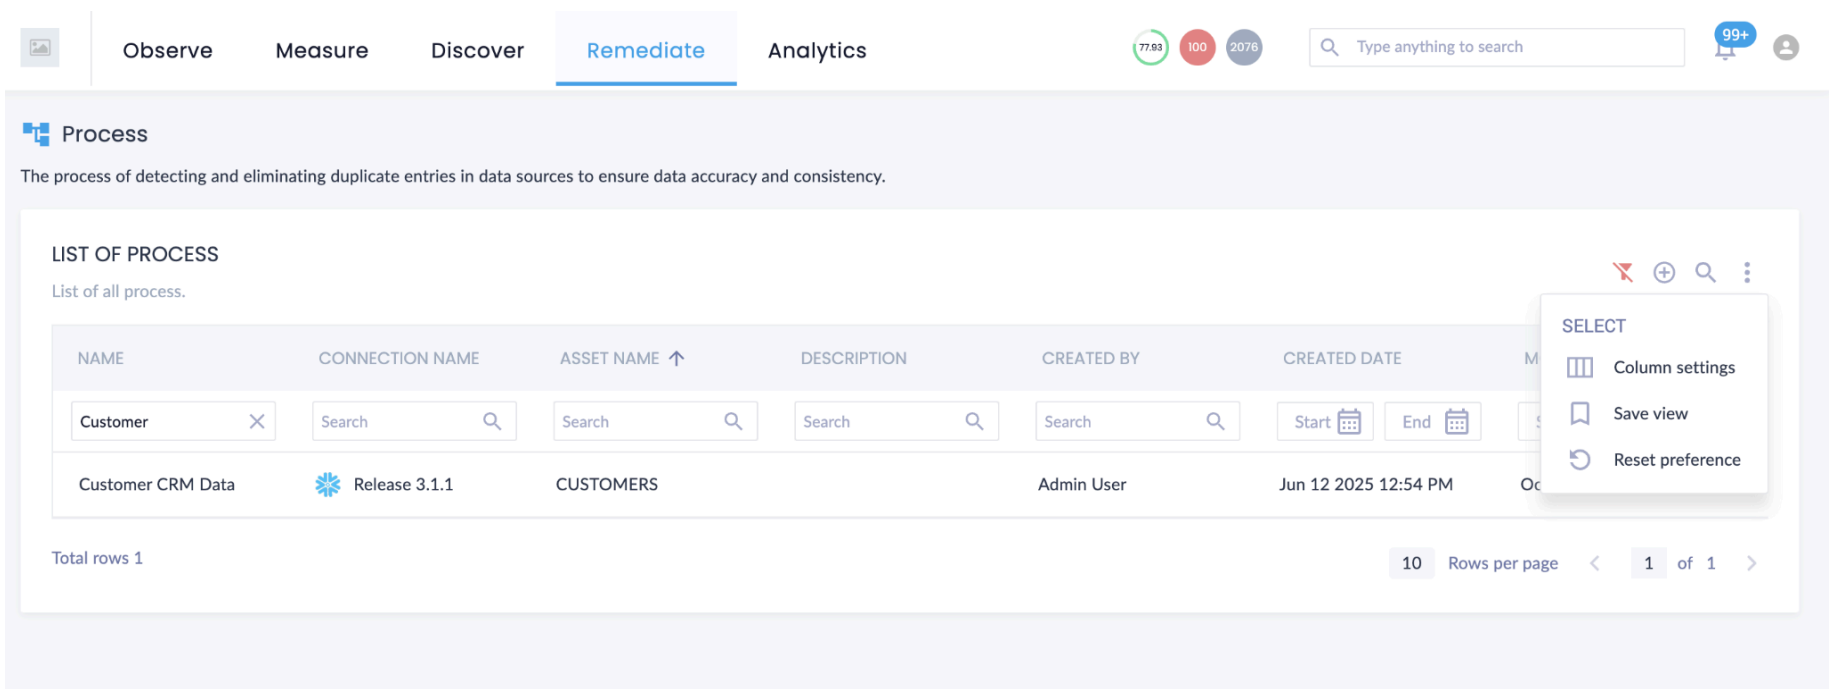 Observe Measure Discover Remediate Analytics 77.93 100 2076 Type anything to search 99+
Process
The process of detecting and eliminating duplicate entries in data sources to ensure data accuracy and consistency.
LIST OF PROCESS
List of all process.
SELECT
Column settings
Save view
Reset preference
NAME CONNECTION NAME ASSET NAME DESCRIPTION CREATED BY CREATED DATE
Customer Search Search Search Search Start End
Customer CRM Data Release 3.1.1 CUSTOMERS Admin User Jun 12 2025 12:54 PM
Total rows 1
10 Rows per page 1 of 1